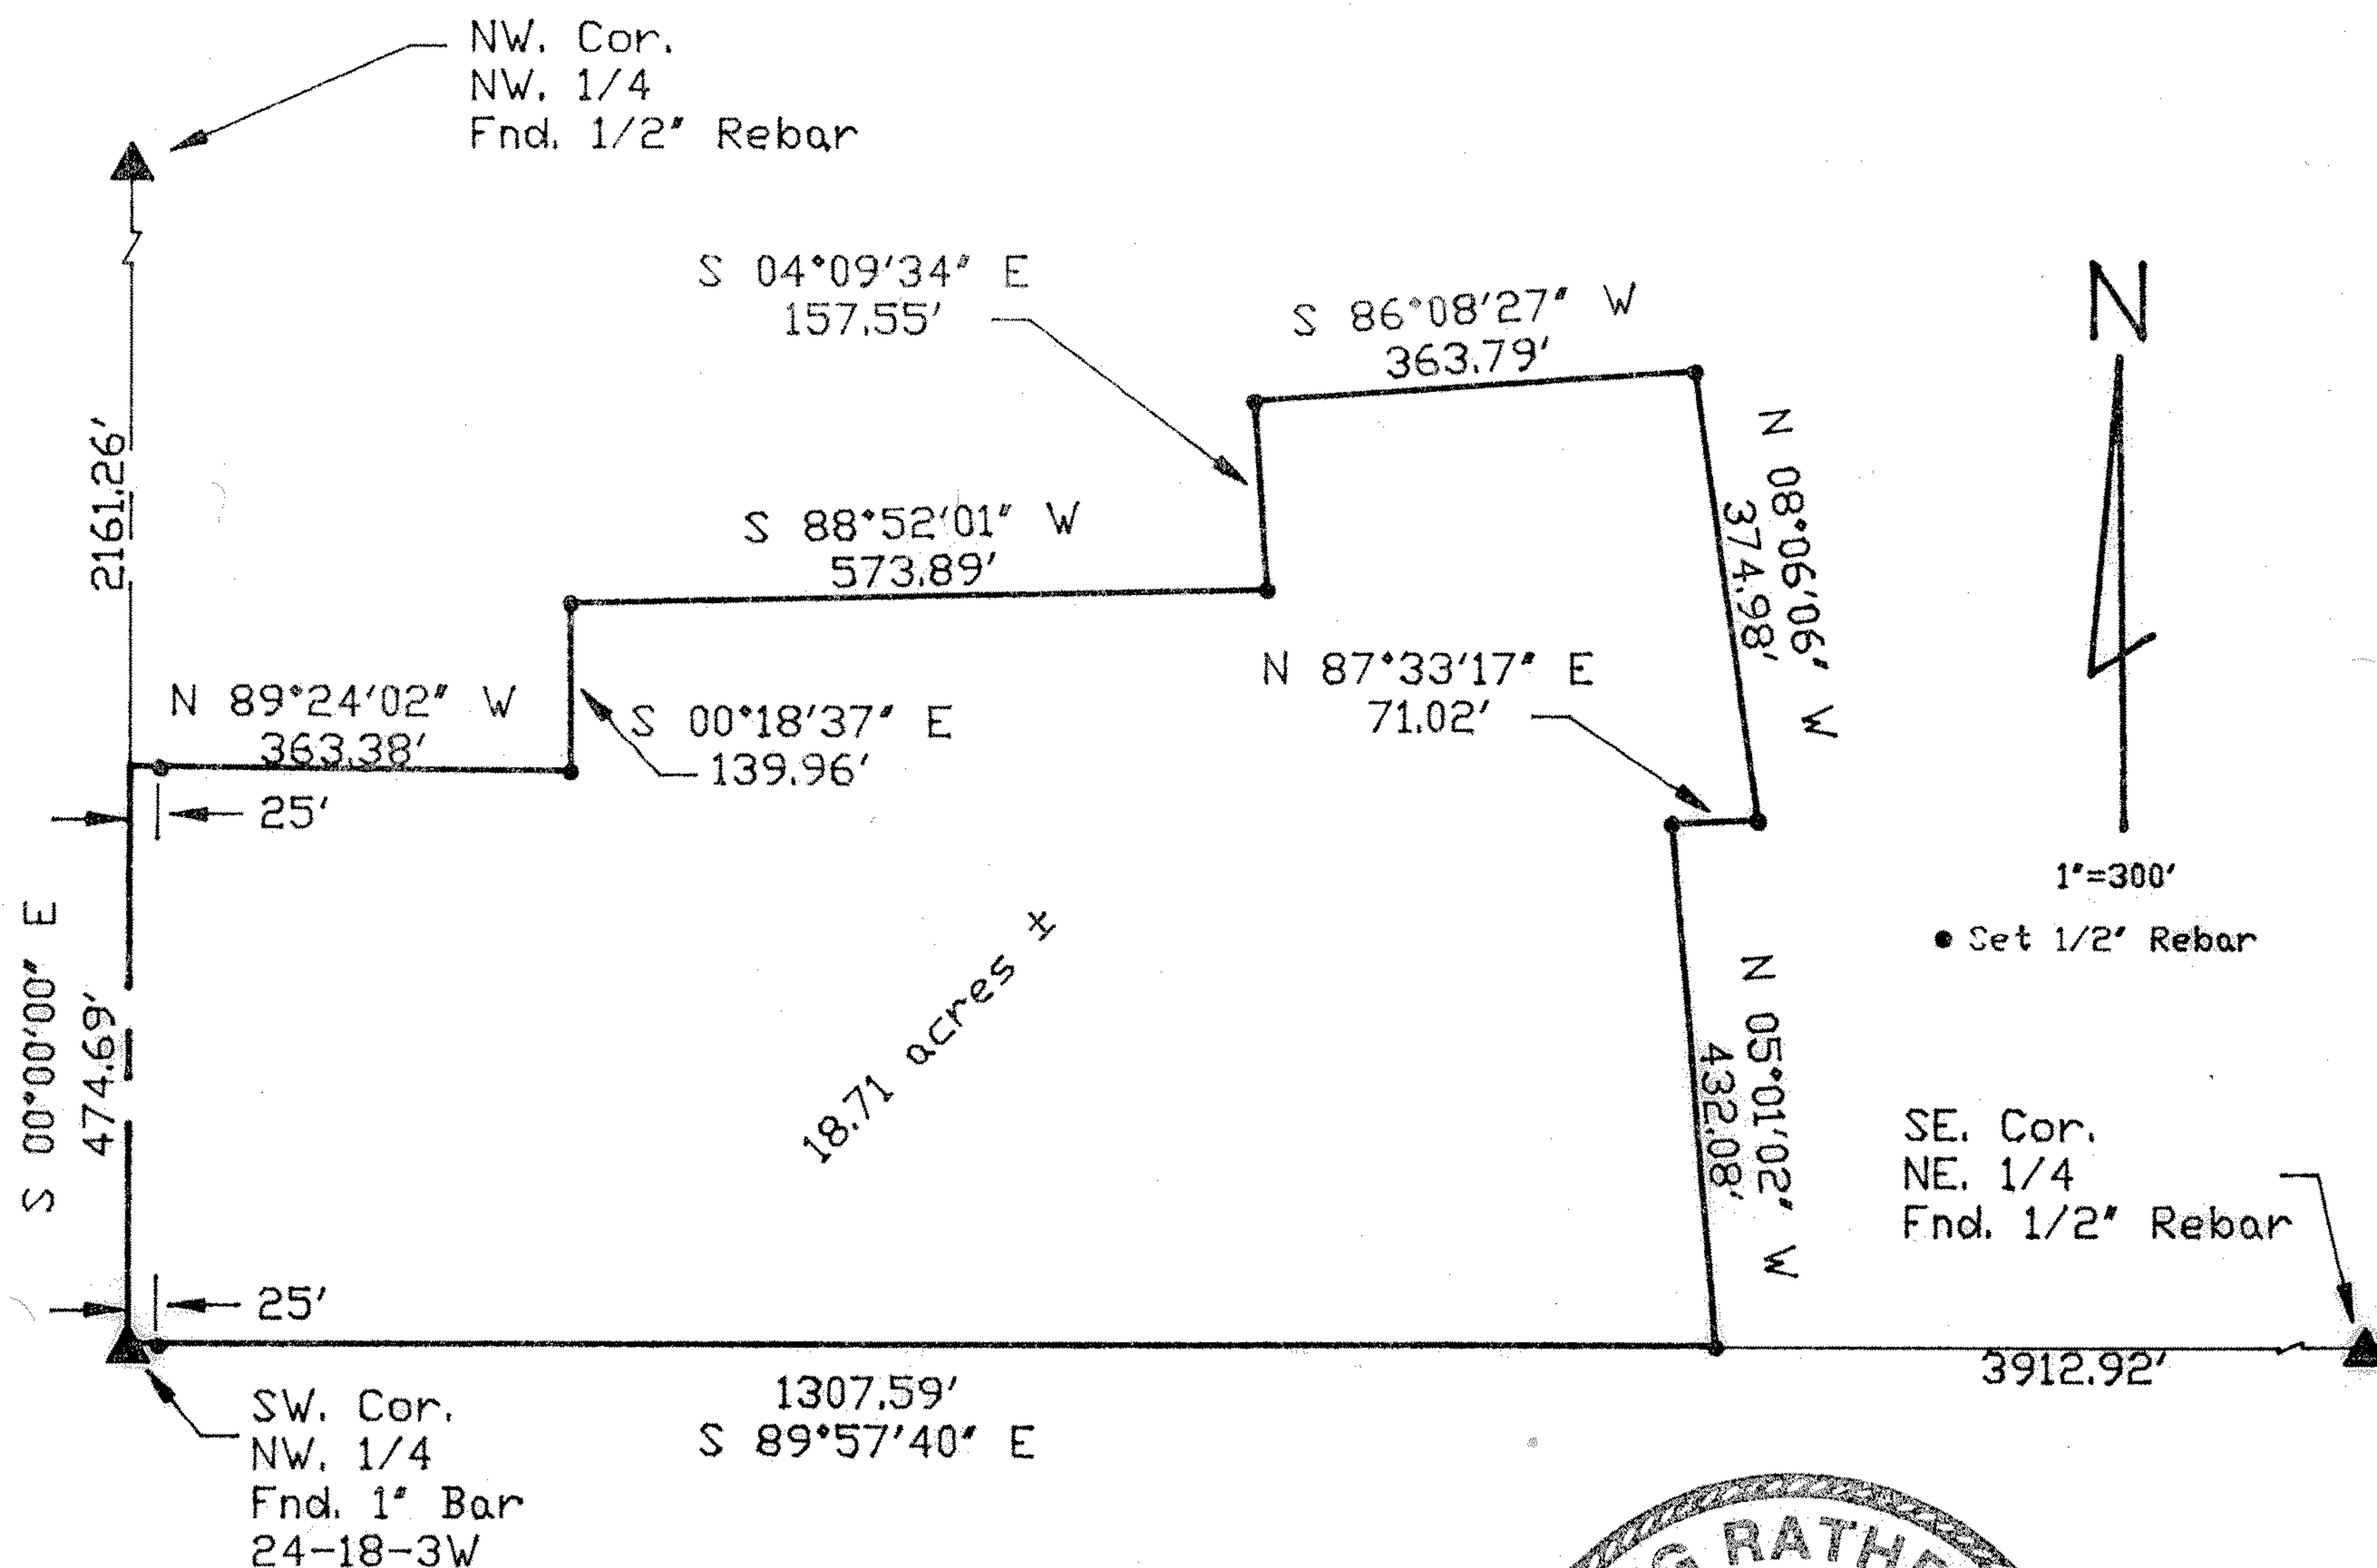 NW. Cor.
NW. 1/4
Fnd. 1/2" Rebar
S 04°09'34" E
157.55'
S 86°08'27" W
363.79'
N
2161.26'
N 08°06'06" W
374.98'
S 88°52'01" W
573.89'
N 87°33'17" E
71.02'
N 89°24'02" W
363.38'
S 00°18'37" E
139.96'
25'
1"=300'
Set 1/2" Rebar
S 00°00'00" E
474.69'
18.71 acres ±
N 05°01'02" W
432.08'
SE. Cor.
NE. 1/4
Fnd. 1/2" Rebar
25'
1307.59'
S 89°57'40" E
3912.92'
SW. Cor.
NW. 1/4
Fnd. 1" Bar
24-18-3W